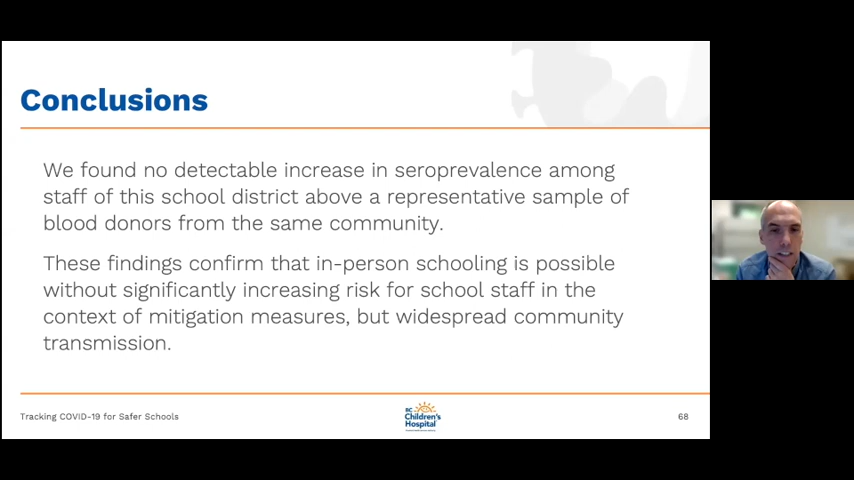 Conclusions
We found no detectable increase in seroprevalence among
staff of this school district above a representative sample of
blood donors from the same community.
These findings confirm that in-person schooling is possible
without significantly increasing risk for school staff in the
context of mitigation measures, but widespread community
transmission.
Tracking COVID-19 for Safer Schools
BC
Children's
Hospital
68